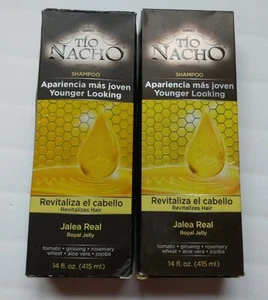 TÍO
NACHO
SHAMPOO
Apariencia más joven
Younger Looking
Revitaliza el cabello
Revitalizes Hair
Jalea Real
Royal Jelly
tomato • ginseng • rosemary
wheat • aloe vera • jojoba
14 fl. oz. (415 ml)
TÍO
NACHO
SHAMPOO
Apariencia más joven
Younger Looking
Revitaliza el cabello
Revitalizes Hair
Jalea Real
Royal Jelly
tomato • ginseng • rosemary
wheat • aloe vera • jojoba
14 fl. oz. (415 ml)